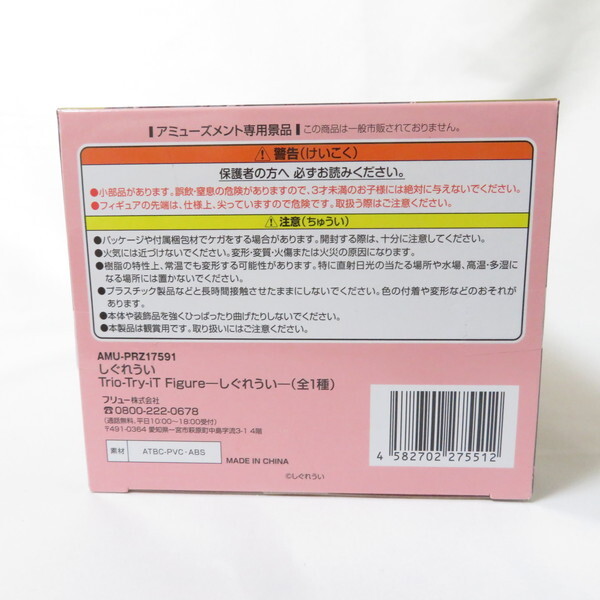 アミューズメント専用景品 この商品は一般市販されておりません。
警告(けいこく)
保護者の方へ 必ずお読みください。
●小部品があります。誤飲・窒息の危険がありますので、3才未満のお子様には絶対に与えないでください。
●フィギュアの先端は、仕様上、尖っていますので危険です。取扱う際はご注意ください。
注意(ちゅうい)
●パッケージや付属梱包材でケガをする場合があります。開封する際は、十分に注意してください。
●火気には近づけないでください。変形・変質・火傷または火災の原因になります。
●樹脂の特性上、常温でも変形する可能性があります。特に直射日光の当たる場所や水場、高温・多湿に
なる場所には置かないでください。
●プラスチック製品などと長時間接触させたままにしないでください。色の付着や変形などのおそれが
あります。
●本体や装飾品を強くひっぱったり曲げたりしないでください。
●本製品は観賞用です。取り扱いにはご注意ください。
AMU-PRZ17591
しぐれうい
Trio-Try-iT Figure―しぐれうい―(全1種)
フリュー株式会社
☎0800-222-0678
(通話無料、平日10:00~18:00受付)
〒491-0364 愛知県一宮市萩原町中島字流3-1 4階
素材 ATBC-PVC・ABS
MADE IN CHINA
4 582702 275512
©しぐれうい